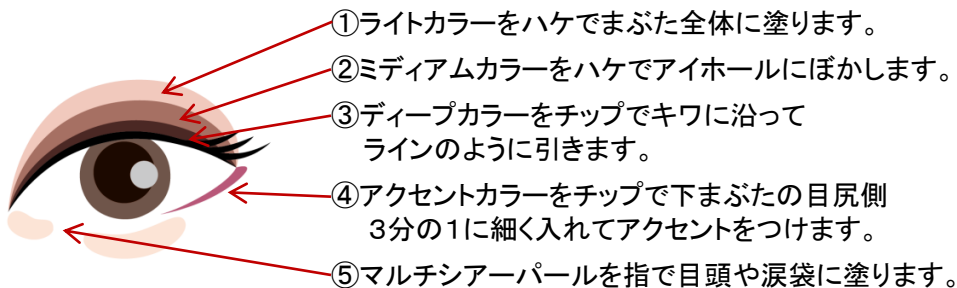 ①ライトカラーをハケでまぶた全体に塗ります。
②ミディアムカラーをハケでアイホールにぼかします。
③ディープカラーをチップでキワに沿って
ラインのように引きます。
④アクセントカラーをチップで下まぶたの目尻側
３分の１に細く入れてアクセントをつけます。
⑤マルチシアーパールを指で目頭や涙袋に塗ります。